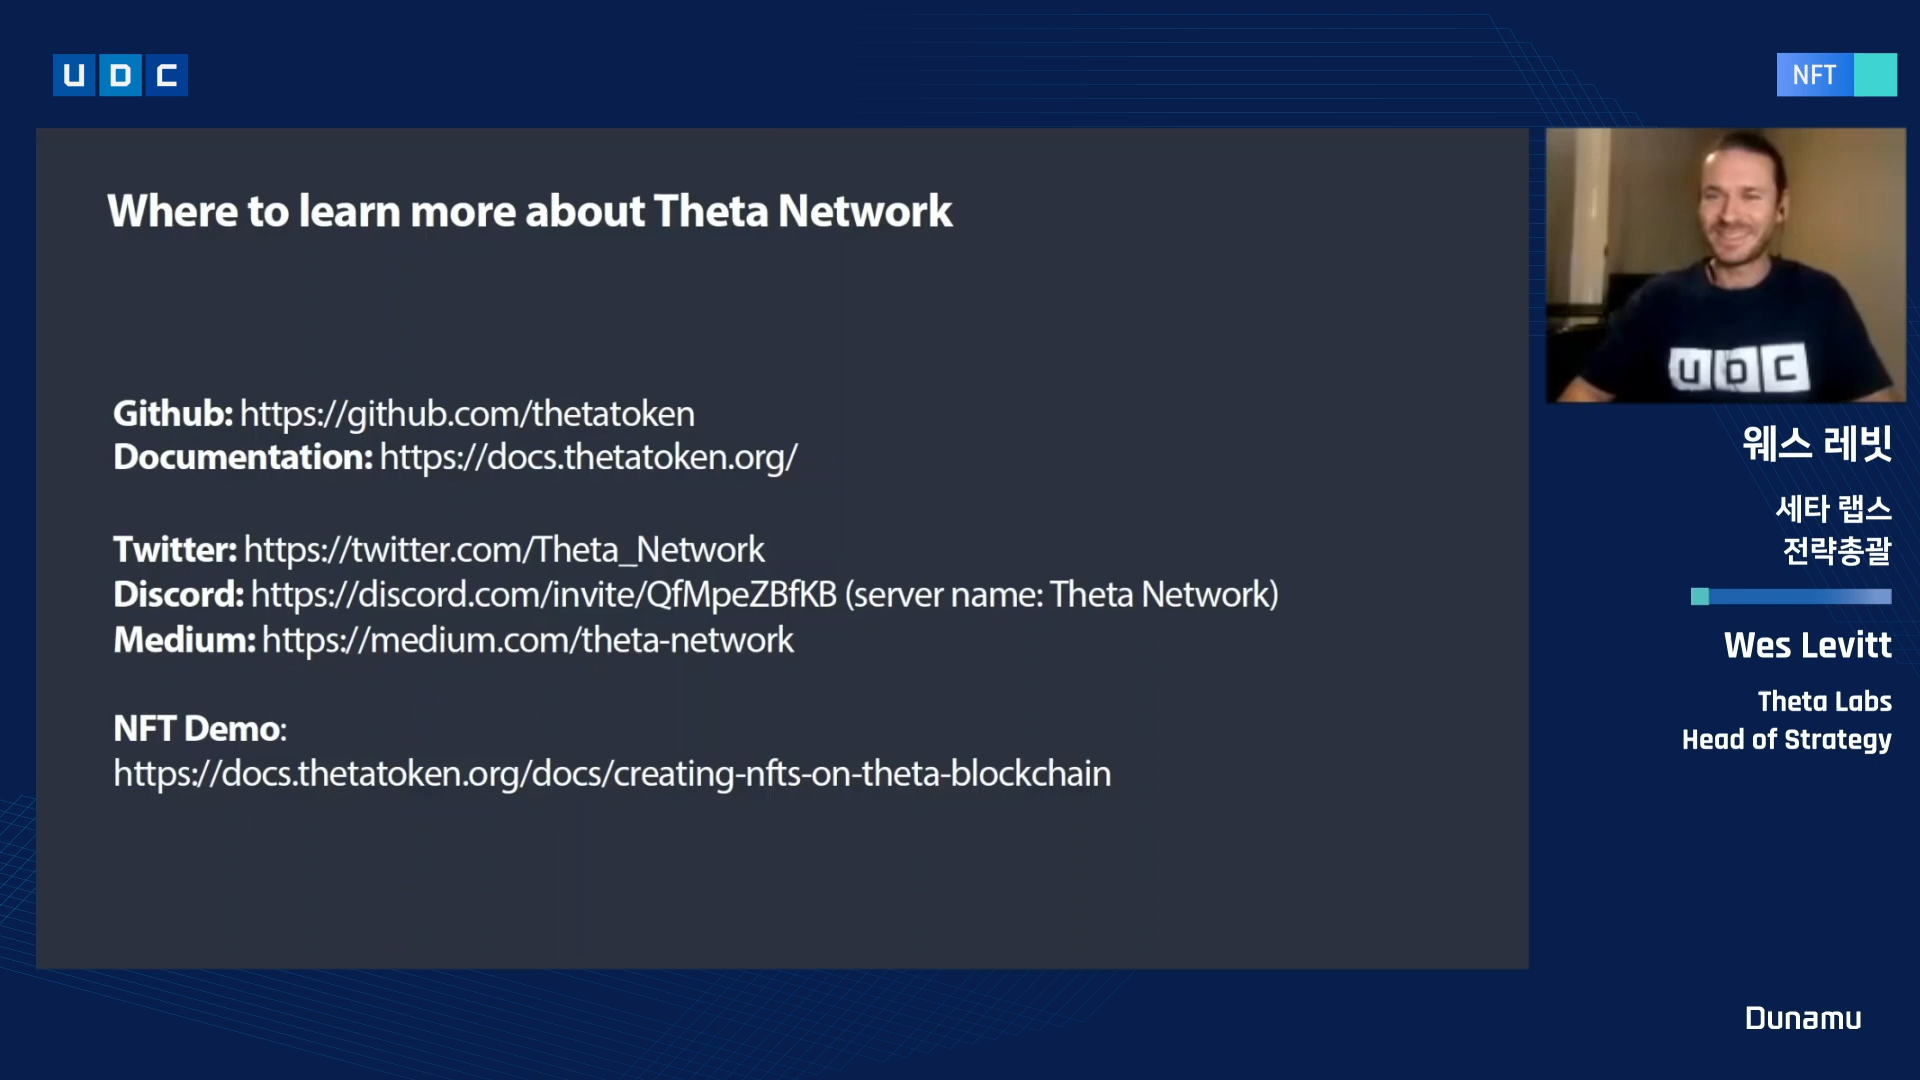 UDC
NFT
Where to learn more about Theta Network
Github: https://github.com/thetatoken
Documentation: https://docs.thetatoken.org/
Twitter: https://twitter.com/Theta_Network
Discord: https://discord.com/invite/QfMpeZBfKB (server name: Theta Network)
Medium: https://medium.com/theta-network
NFT Demo:
https://docs.thetatoken.org/docs/creating-nfts-on-theta-blockchain
UDC
웨스 레빗
세타 랩스
전략총괄
Wes Levitt
Theta Labs
Head of Strategy
Dunamu